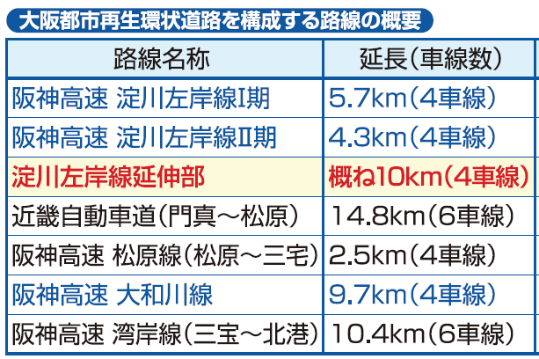 大阪都市再生環状道路を構成する路線の概要
路線名称 延長（車線数）
阪神高速 淀川左岸線Ⅰ期 5.7km（4車線）
阪神高速 淀川左岸線Ⅱ期 4.3km（4車線）
淀川左岸線延伸部 概ね10km（4車線）
近畿自動車道（門真～松原） 14.8km（6車線）
阪神高速 松原線（松原～三宅） 2.5km（4車線）
阪神高速 大和川線 9.7km（4車線）
阪神高速 湾岸線（三宝～北港） 10.4km（6車線）